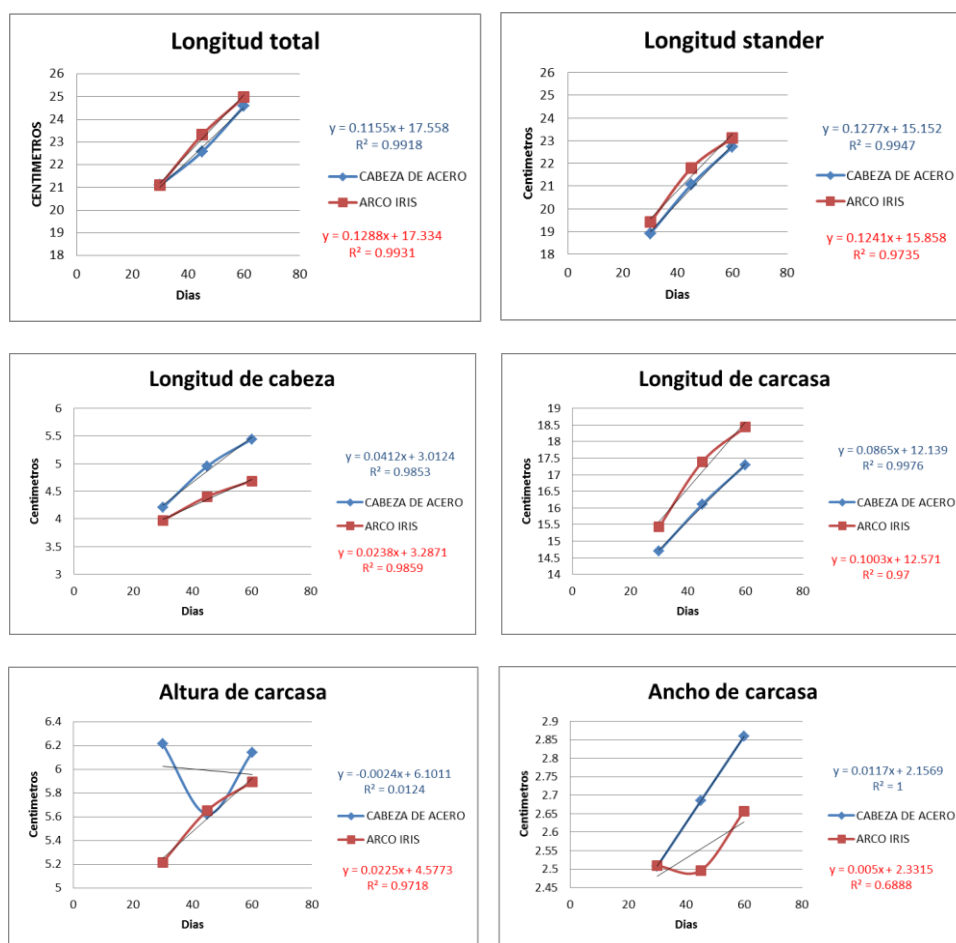 Longitud total
26
25
24
23
22
21
20
19
18
CENTIMETROS
0 20 40 60 80
Dias
y = 0.1155x + 17.558
R² = 0.9918
CABEZA DE ACERO
ARCO IRIS
y = 0.1288x + 17.334
R² = 0.9931
Longitud stander
26
25
24
23
22
21
20
19
18
Centimetros
0 20 40 60 80
Dias
y = 0.1277x + 15.152
R² = 0.9947
CABEZA DE ACERO
ARCO IRIS
y = 0.1241x + 15.858
R² = 0.9735
Longitud de cabeza
6
5.5
5
4.5
4
3.5
3
Centimetros
0 20 40 60 80
Dias
y = 0.0412x + 3.0124
R² = 0.9853
CABEZA DE ACERO
ARCO IRIS
y = 0.0238x + 3.2871
R² = 0.9859
Longitud de carcasa
19
18.5
18
17.5
17
16.5
16
15.5
15
14.5
14
Centimetros
0 20 40 60 80
Dias
y = 0.0865x + 12.139
R² = 0.9976
CABEZA DE ACERO
ARCO IRIS
y = 0.1003x + 12.571
R² = 0.97
Altura de carcasa
6.4
6.2
6
5.8
5.6
5.4
5.2
5
Centimetros
0 20 40 60 80
Dias
y = -0.0024x + 6.1011
R² = 0.0124
CABEZA DE ACERO
ARCO IRIS
y = 0.0225x + 4.5773
R² = 0.9718
Ancho de carcasa
2.9
2.85
2.8
2.75
2.7
2.65
2.6
2.55
2.5
2.45
Centimetros
0 20 40 60 80
Dias
y = 0.0117x + 2.1569
R² = 1
CABEZA DE ACERO
ARCO IRIS
y = 0.005x + 2.3315
R² = 0.6888